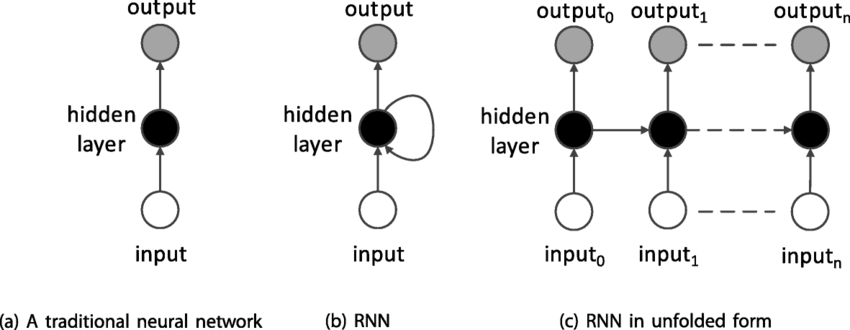 output
hidden
layer
input
(a) A traditional neural network
output
hidden
layer
input
(b) RNN
output₀ output₁ outputₙ
hidden
layer
input₀ input₁ inputₙ
(c) RNN in unfolded form